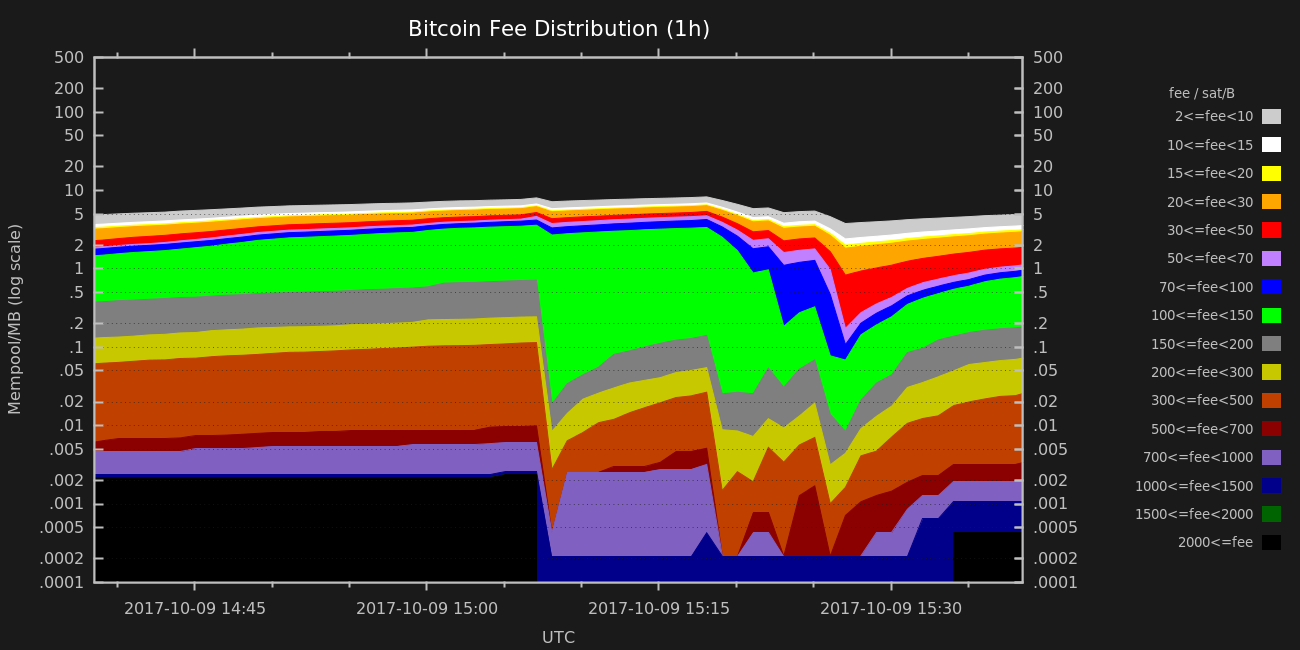 Bitcoin Fee Distribution (1h)
Mempool/MB (log scale)
500
200
100
50
20
10
5
2
1
.5
.2
.1
.05
.02
.01
.005
.002
.001
.0005
.0002
.0001
500
200
100
50
20
10
5
2
1
.5
.2
.1
.05
.02
.01
.005
.002
.001
.0005
.0002
.0001
2017-10-09 14:45
2017-10-09 15:00
2017-10-09 15:15
2017-10-09 15:30
UTC
fee / sat/B
2<=fee<10
10<=fee<15
15<=fee<20
20<=fee<30
30<=fee<50
50<=fee<70
70<=fee<100
100<=fee<150
150<=fee<200
200<=fee<300
300<=fee<500
500<=fee<700
700<=fee<1000
1000<=fee<1500
1500<=fee<2000
2000<=fee